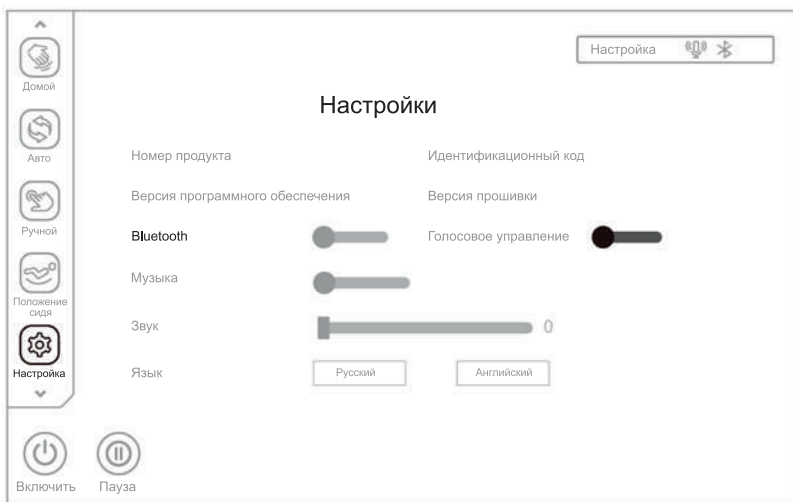 Настройка
Домой
Настройки
Авто
Номер продукта
Идентификационный код
Версия программного обеспечения
Версия прошивки
Ручной
Bluetooth
Голосовое управление
Музыка
Положение
сидя
Звук
0
Настройка
Язык
Русский
Английский
Включить
Пауза